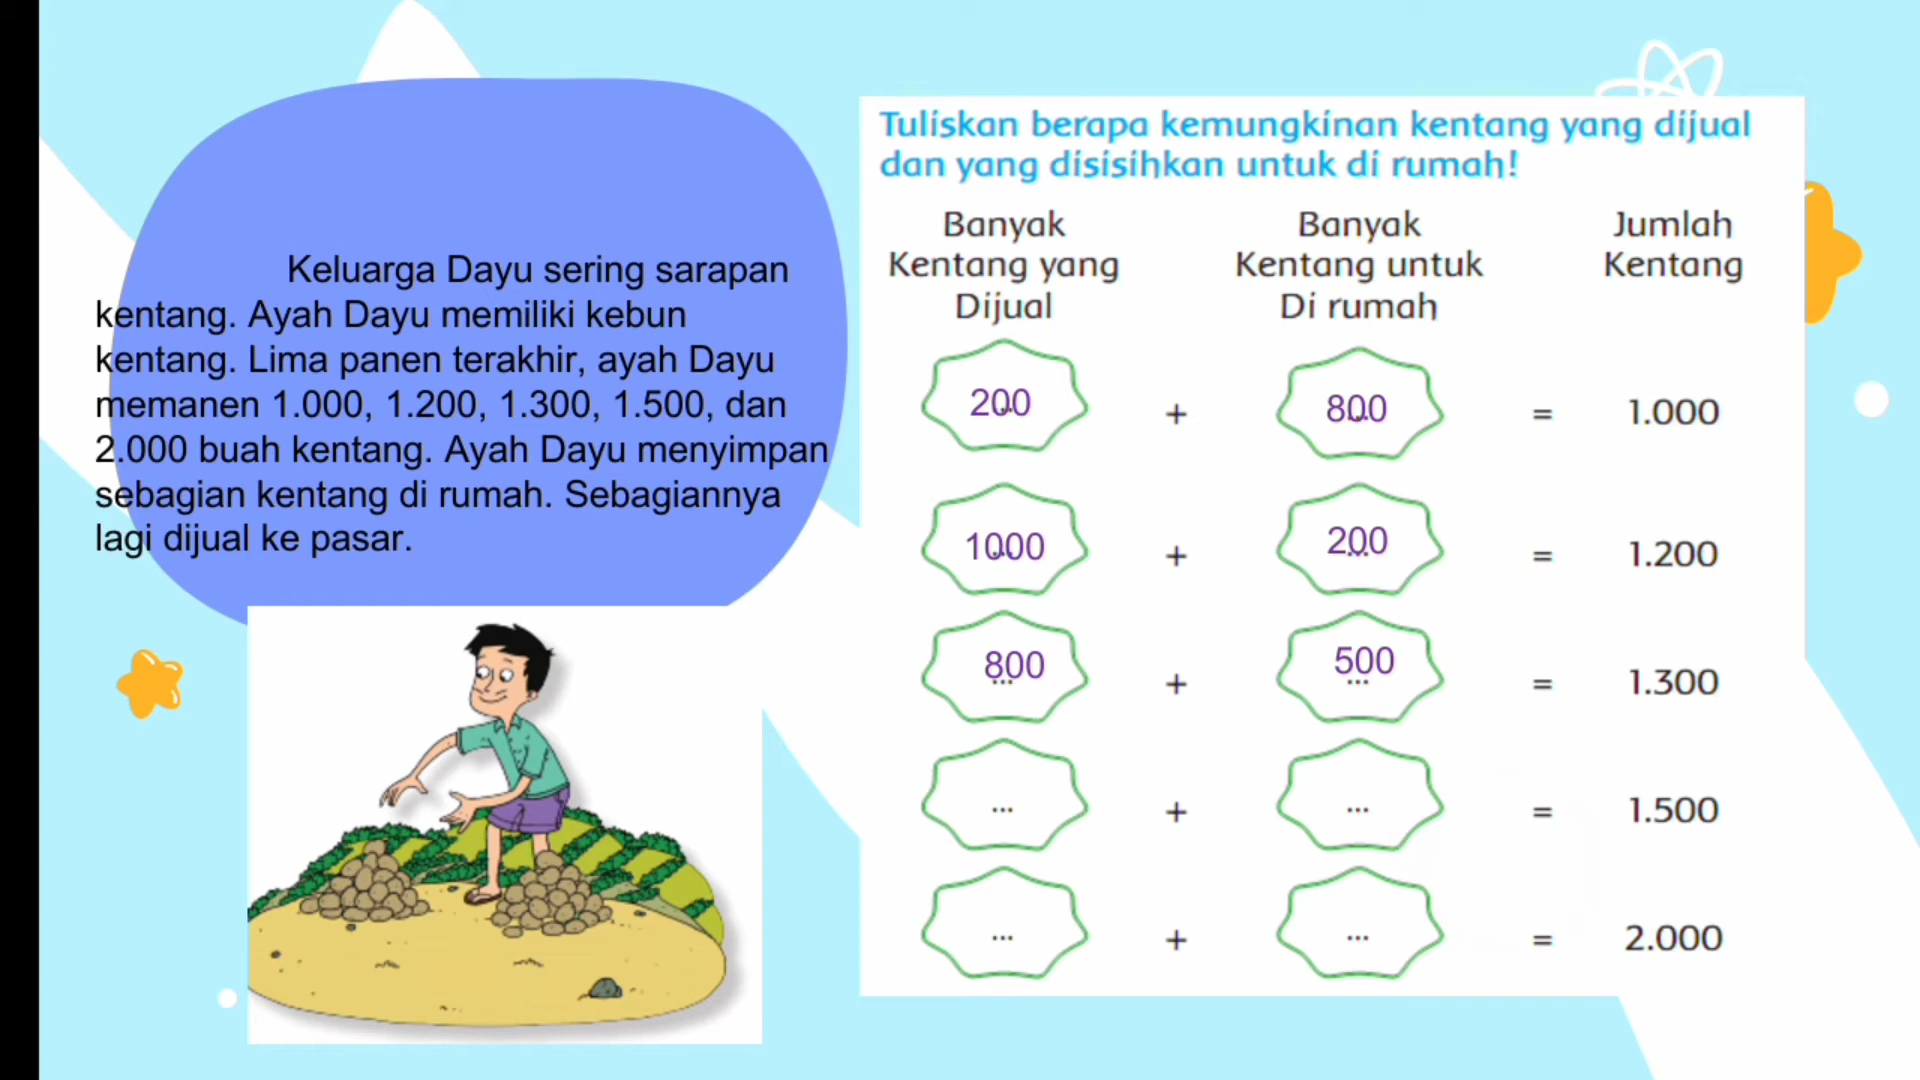 Keluarga Dayu sering sarapan
kentang. Ayah Dayu memiliki kebun
kentang. Lima panen terakhir, ayah Dayu
memanen 1.000, 1.200, 1.300, 1.500, dan
2.000 buah kentang. Ayah Dayu menyimpan
sebagian kentang di rumah. Sebagiannya
lagi dijual ke pasar.
Tuliskan berapa kemungkinan kentang yang dijual
dan yang disisihkan untuk di rumah!
Banyak
Kentang yang
Dijual
Banyak
Kentang untuk
Di rumah
Jumlah
Kentang
200 + 800 = 1.000
1000 + 200 = 1.200
800 + 500 = 1.300
... + ... = 1.500
... + ... = 2.000